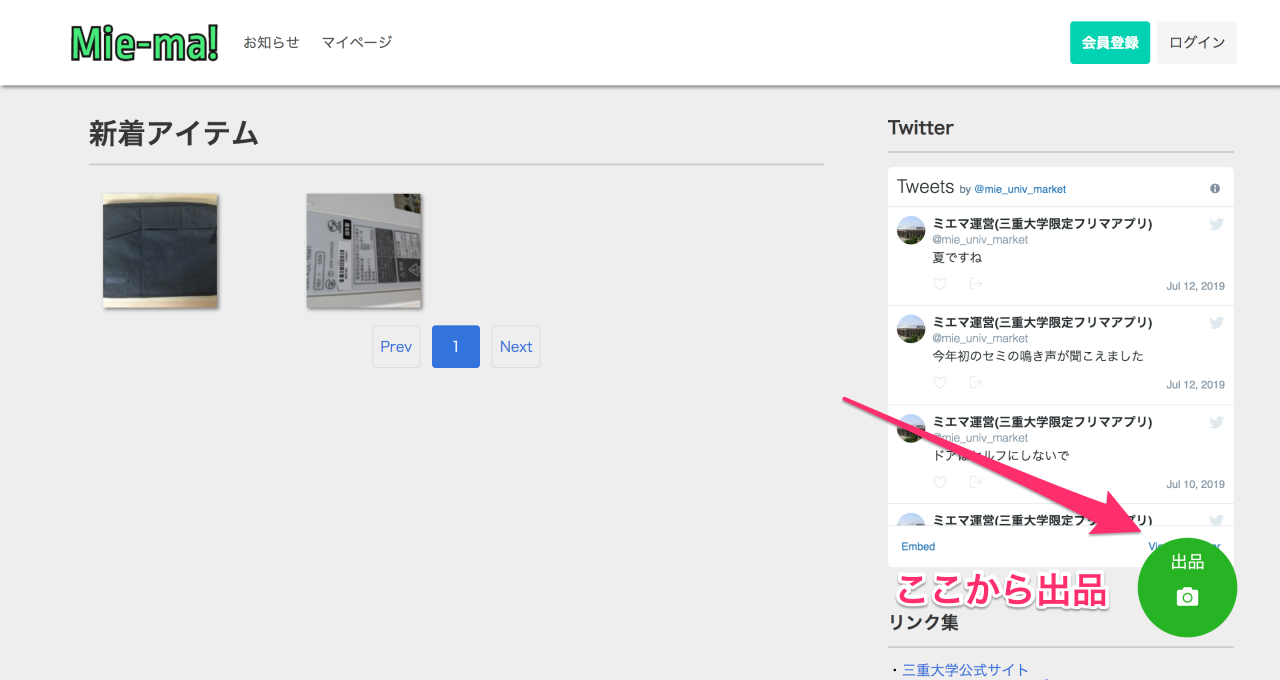 Mie-ma!
お知らせ
マイページ
会員登録
ログイン
新着アイテム
Prev
1
Next
Twitter
Tweets by @mie_univ_market
ミエマ運営(三重大学限定フリマアプリ)
@mie_univ_market
夏ですね
Jul 12, 2019
ミエマ運営(三重大学限定フリマアプリ)
@mie_univ_market
今年初のセミの鳴き声が聞こえました
Jul 12, 2019
ミエマ運営(三重大学限定フリマアプリ)
@mie_univ_market
ドアはセルフにしないで
Jul 10, 2019
ミエマ運営(三重大学限定フリマアプリ)
Embed
出品
ここから出品
リンク集
・三重大学公式サイト